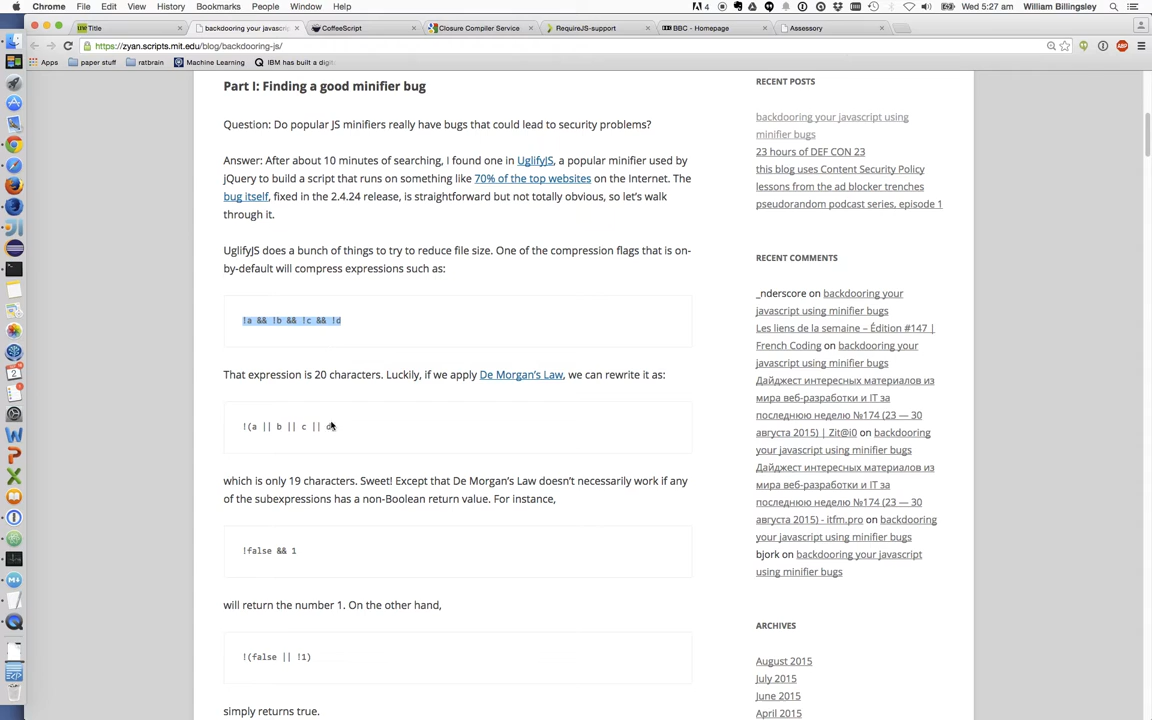 Chrome File Edit View History Bookmarks People Window Help
4 Wed 5:27 am William Billingsley
Title
backdooring your javascript
CoffeeScript
Closure Compiler Service
RequireJS-support
BBC - Homepage
Assessory
https://zyan.scripts.mit.edu/blog/backdooring-js/
Apps paper stuff ratbrain Machine Learning IBM has built a digi
Part I: Finding a good minifier bug
Question: Do popular JS minifiers really have bugs that could lead to security problems?
Answer: After about 10 minutes of searching, I found one in UglifyJS, a popular minifier used by
jQuery to build a script that runs on something like 70% of the top websites on the Internet. The
bug itself, fixed in the 2.4.24 release, is straightforward but not totally obvious, so let's walk
through it.
UglifyJS does a bunch of things to try to reduce file size. One of the compression flags that is on-
by-default will compress expressions such as:
!a && !b && !c && !d
That expression is 20 characters. Luckily, if we apply De Morgan's Law, we can rewrite it as:
!(a || b || c || d
which is only 19 characters. Sweet! Except that De Morgan's Law doesn't necessarily work if any
of the subexpressions has a non-Boolean return value. For instance,
!false && 1
will return the number 1. On the other hand,
!(false || !1)
simply returns true.
RECENT POSTS
backdooring your javascript using
minifier bugs
23 hours of DEF CON 23
this blog uses Content Security Policy
lessons from the ad blocker trenches
pseudorandom podcast series, episode 1
RECENT COMMENTS
_nderscore on backdooring your
javascript using minifier bugs
Les liens de la semaine – Édition #147 |
French Coding on backdooring your
javascript using minifier bugs
Дайджест интересных материалов из
мира веб-разработки и IT за
последнюю неделю №174 (23 — 30
августа 2015) | Zit@i0 on backdooring
your javascript using minifier bugs
Дайджест интересных материалов из
мира веб-разработки и IT за
последнюю неделю №174 (23 — 30
августа 2015) - itfm.pro on backdooring
your javascript using minifier bugs
bjork on backdooring your javascript
using minifier bugs
ARCHIVES
August 2015
July 2015
June 2015
April 2015